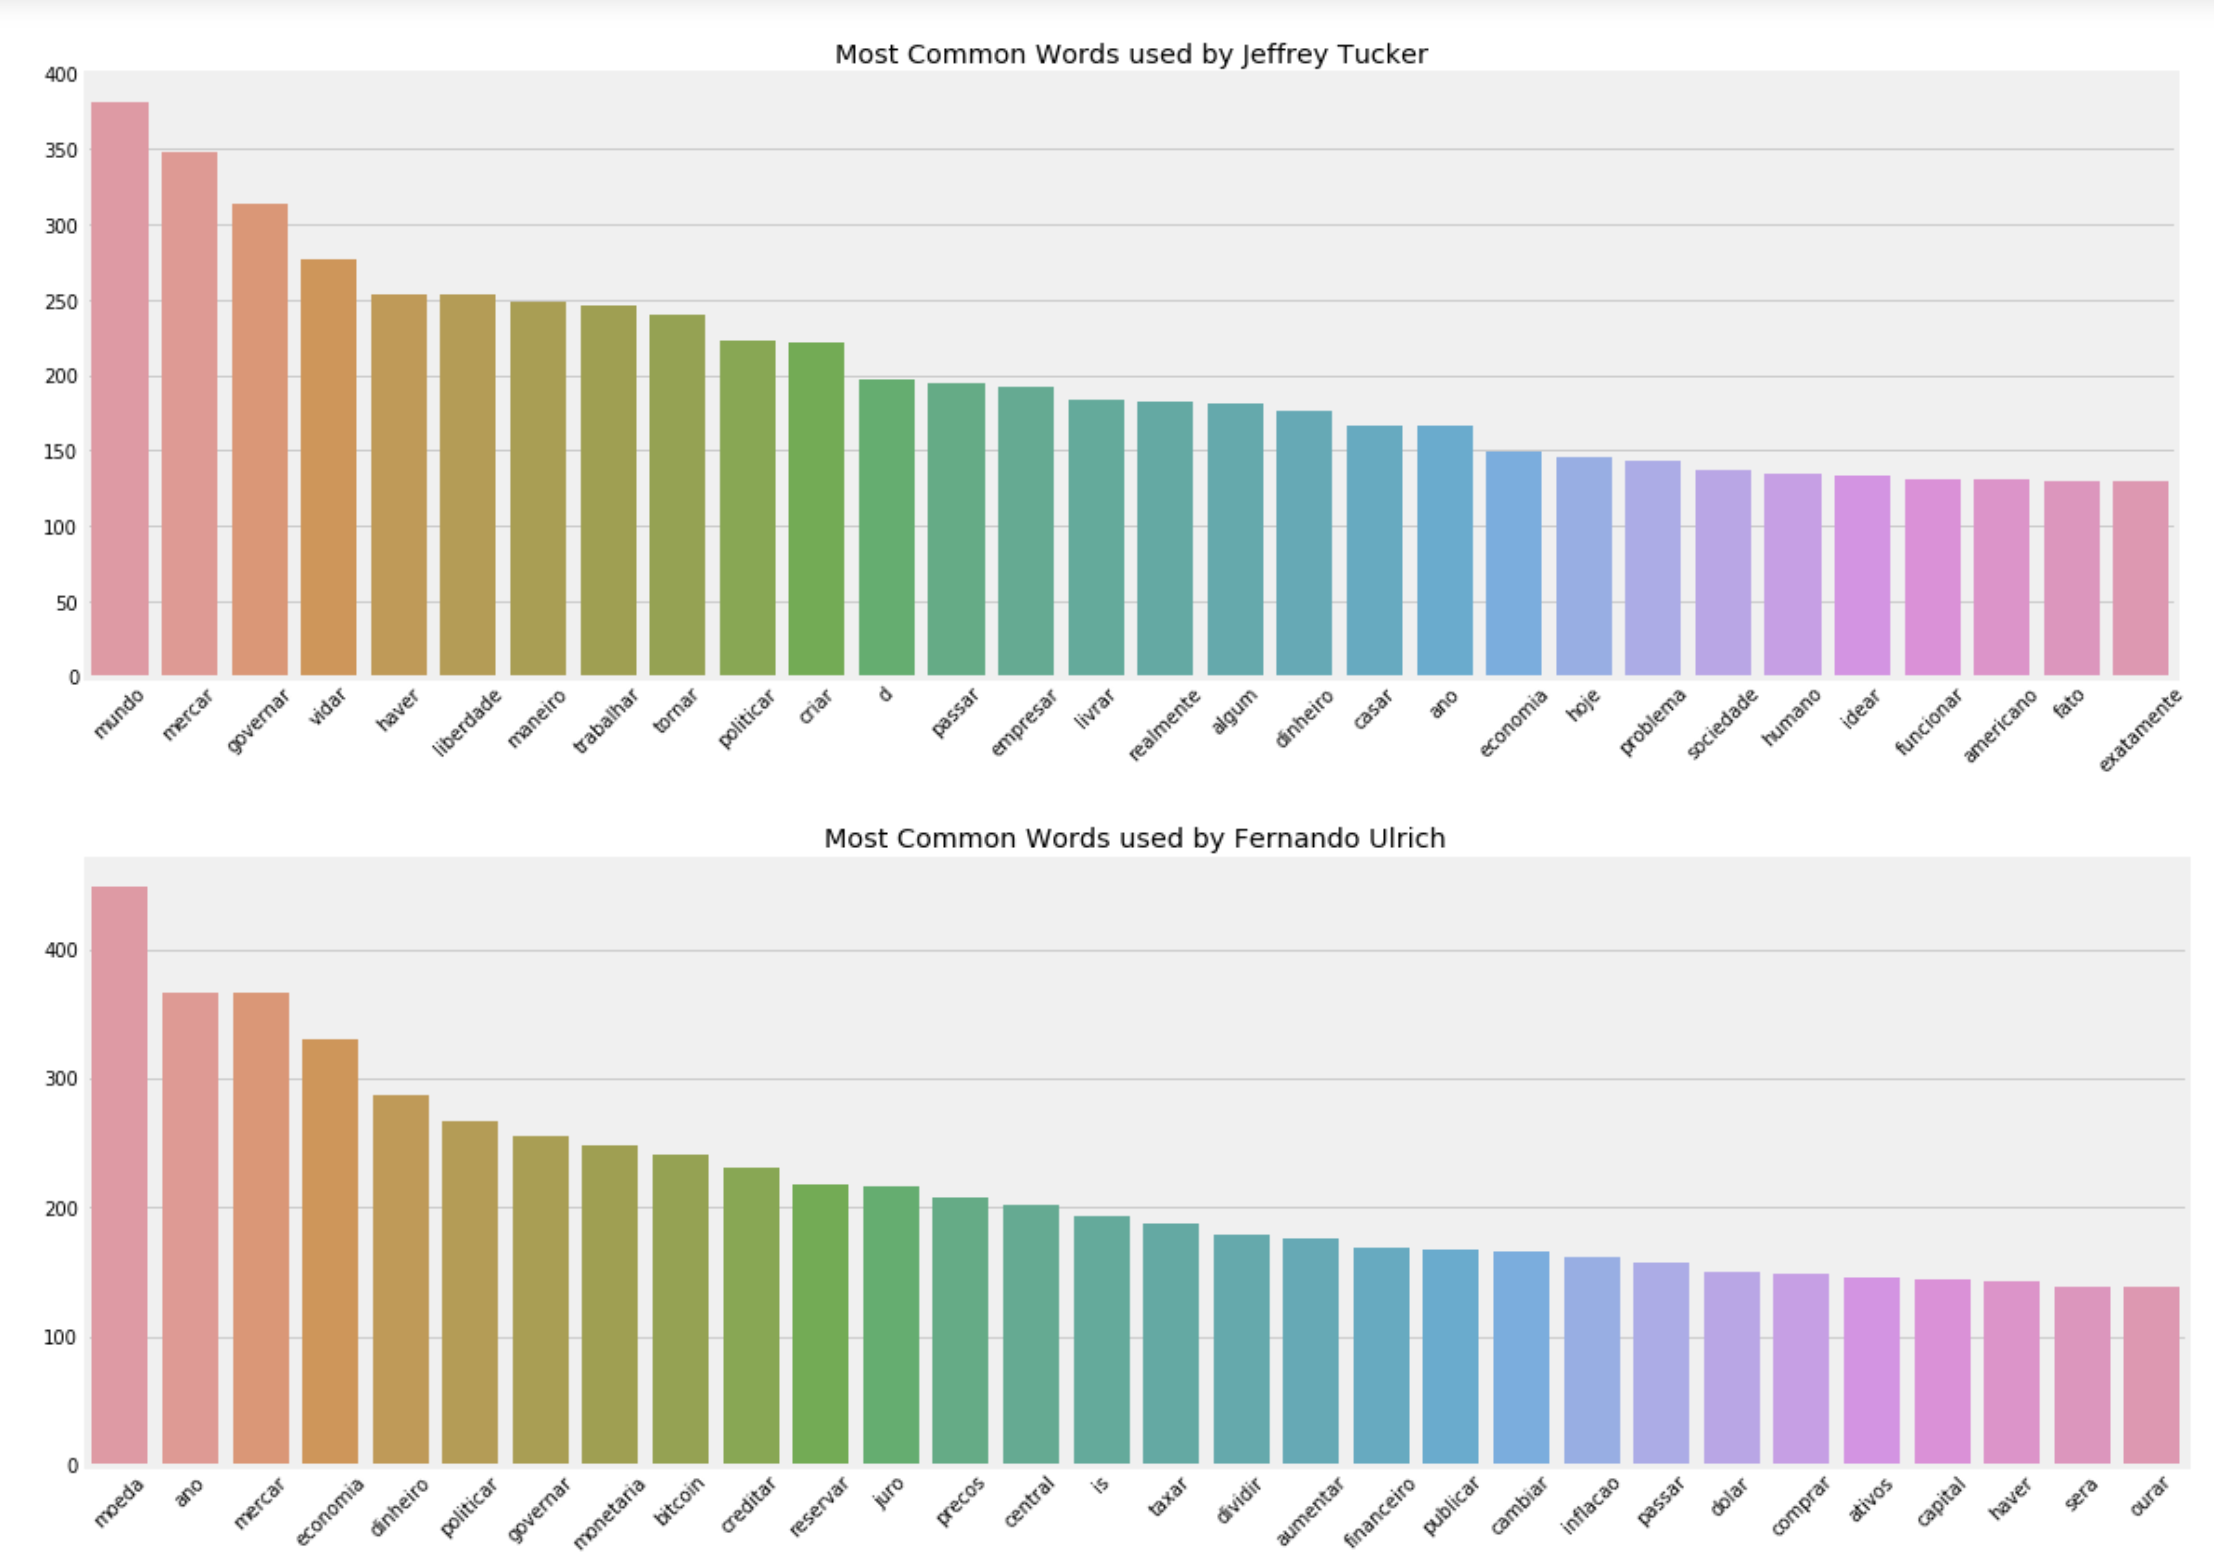 Most Common Words used by Jeffrey Tucker
400
350
300
250
200
150
100
50
0
mundo
mercar
governar
vidar
haver
liberdade
maneiro
trabalhar
tornar
politicar
criar
d
passar
empresar
livrar
realmente
algum
dinheiro
casar
ano
economia
hoje
problema
sociedade
humano
idear
funcionar
americano
fato
exatamente
Most Common Words used by Fernando Ulrich
400
300
200
100
0
moeda
ano
mercar
economia
dinheiro
politicar
governar
monetaria
bitcoin
creditar
reservar
juro
precos
central
is
taxar
dividir
aumentar
financeiro
publicar
cambiar
inflacao
passar
dolar
comprar
ativos
capital
haver
sera
ourar